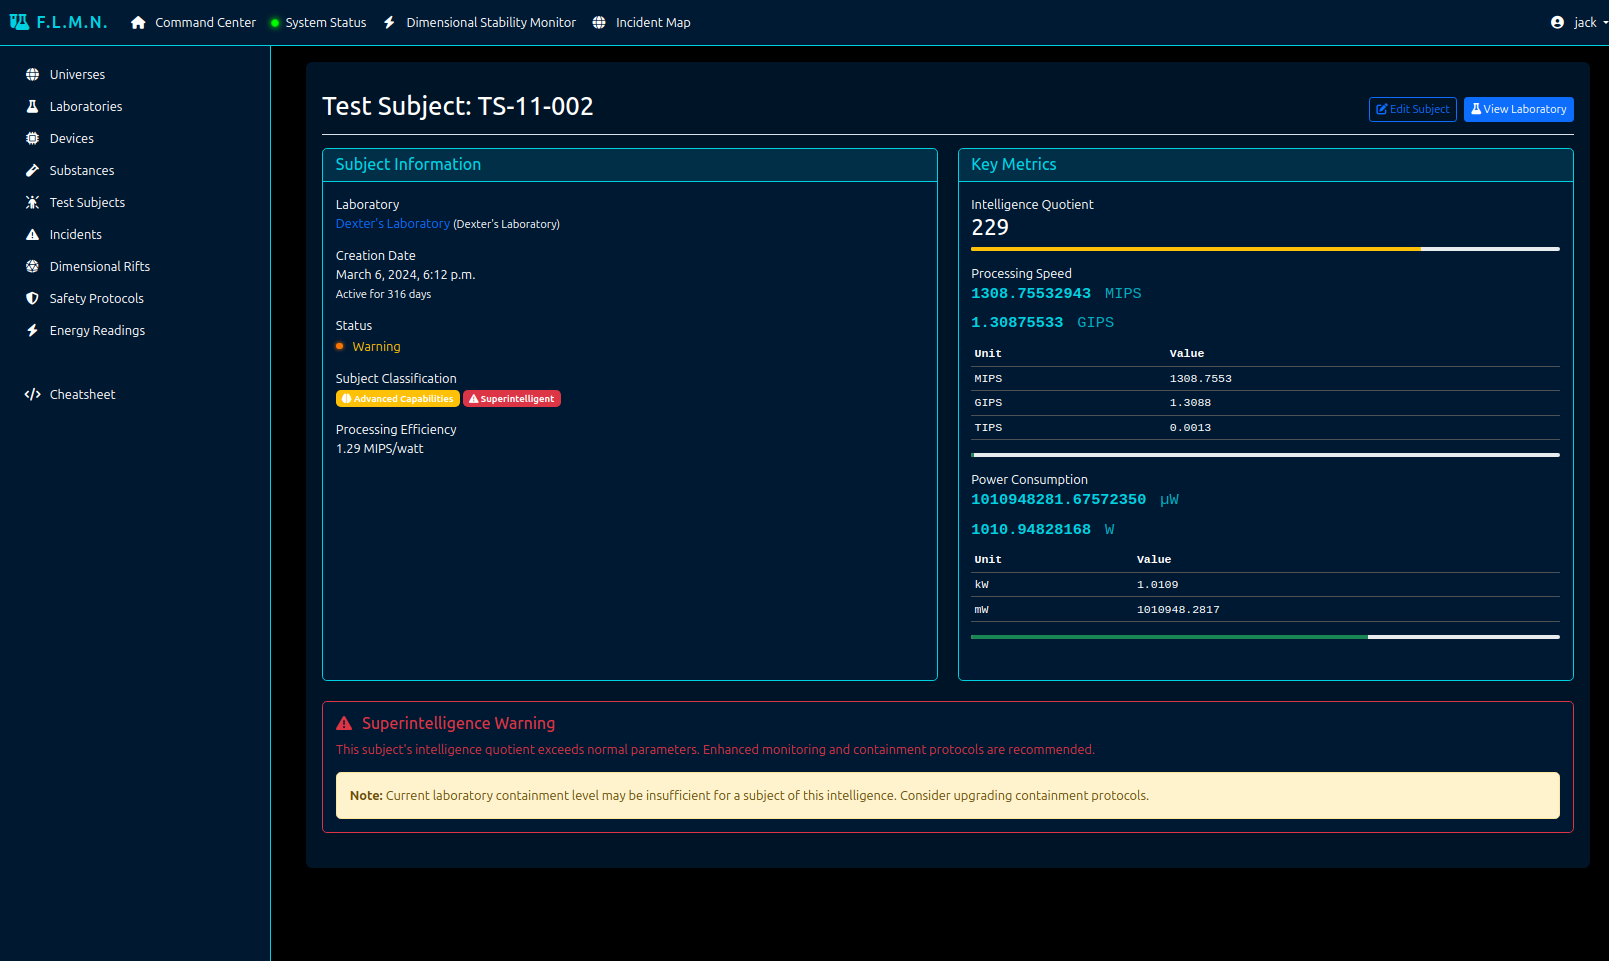 F.L.M.N.
Command Center
System Status
Dimensional Stability Monitor
Incident Map
jack
Universes
Laboratories
Devices
Substances
Test Subjects
Incidents
Dimensional Rifts
Safety Protocols
Energy Readings
Cheatsheet
Test Subject: TS-11-002
Edit Subject
View Laboratory
Subject Information
Laboratory
Dexter's Laboratory (Dexter's Laboratory)
Creation Date
March 6, 2024, 6:12 p.m.
Active for 316 days
Status
Warning
Subject Classification
Advanced Capabilities Superintelligent
Processing Efficiency
1.29 MIPS/watt
Key Metrics
Intelligence Quotient
229
Processing Speed
1308.75532943 MIPS
1.30875533 GIPS
Unit Value
MIPS 1308.7553
GIPS 1.3088
TIPS 0.0013
Power Consumption
1010948281.67572350 µW
1010.94828168 W
Unit Value
kW 1.0109
mW 1010948.2817
Superintelligence Warning
This subject's intelligence quotient exceeds normal parameters. Enhanced monitoring and containment protocols are recommended.
Note: Current laboratory containment level may be insufficient for a subject of this intelligence. Consider upgrading containment protocols.